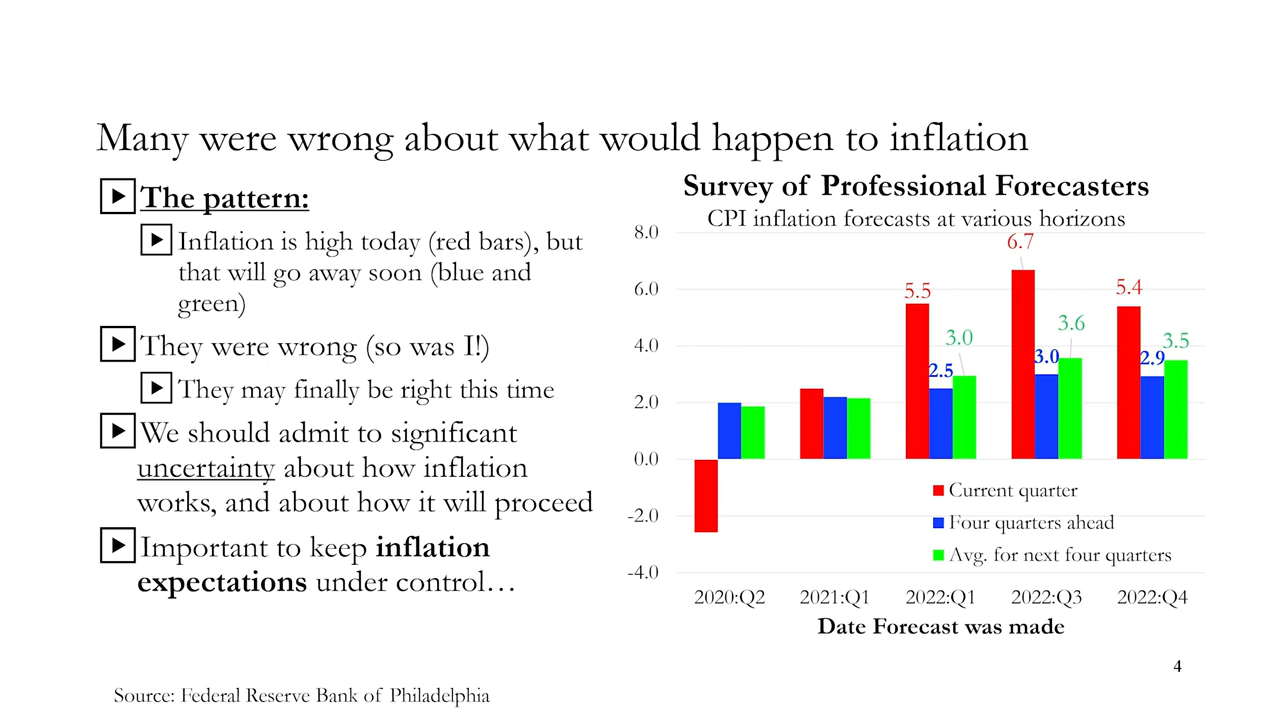 Many were wrong about what would happen to inflation
The pattern:
Inflation is high today (red bars), but
that will go away soon (blue and
green)
They were wrong (so was I!)
They may finally be right this time
We should admit to significant
uncertainty about how inflation
works, and about how it will proceed
Important to keep inflation
expectations under control…
Survey of Professional Forecasters
CPI inflation forecasts at various horizons
8.0
6.0
4.0
2.0
0.0
-2.0
-4.0
5.5
2.5
3.0
6.7
3.0
3.6
5.4
2.9
3.5
Current quarter
Four quarters ahead
Avg. for next four quarters
2020:Q2 2021:Q1 2022:Q1 2022:Q3 2022:Q4
Date Forecast was made
4
Source: Federal Reserve Bank of Philadelphia